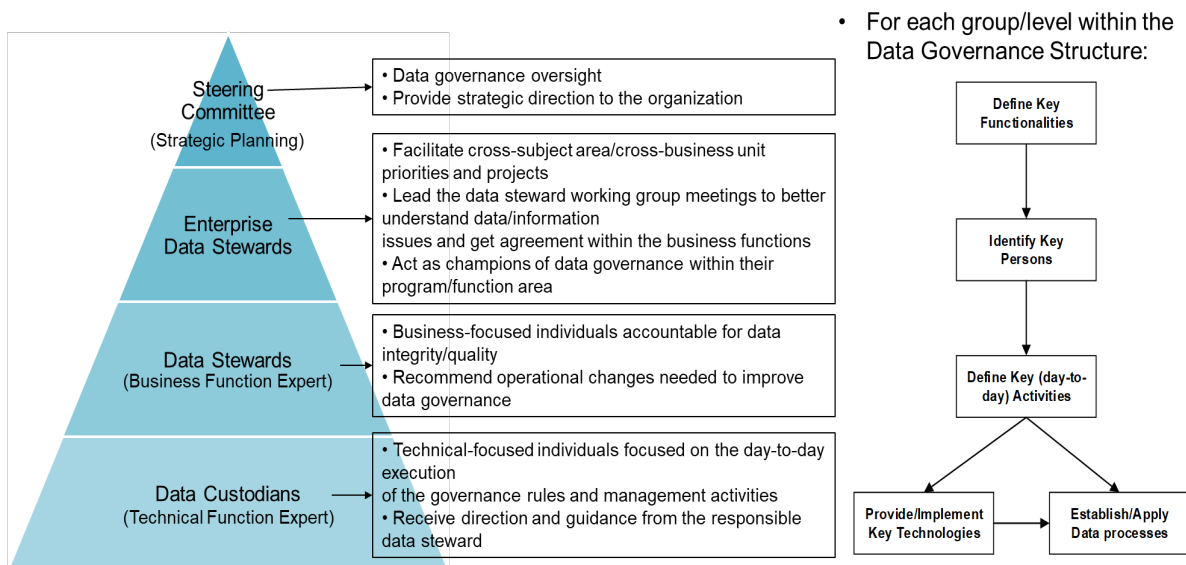 Steering
Committee
(Strategic Planning)
• Data governance oversight
• Provide strategic direction to the organization
Enterprise
Data Stewards
• Facilitate cross-subject area/cross-business unit
priorities and projects
• Lead the data steward working group meetings to better
understand data/information
issues and get agreement within the business functions
• Act as champions of data governance within their
program/function area
Data Stewards
(Business Function Expert)
• Business-focused individuals accountable for data
integrity/quality
• Recommend operational changes needed to improve
data governance
Data Custodians
(Technical Function Expert)
• Technical-focused individuals focused on the day-to-day
execution
of the governance rules and management activities
• Receive direction and guidance from the responsible
data steward
• For each group/level within the
Data Governance Structure:
Define Key
Functionalities
Identify Key
Persons
Define Key (day-to-
day) Activities
Provide/Implement
Key Technologies
Establish/Apply
Data processes